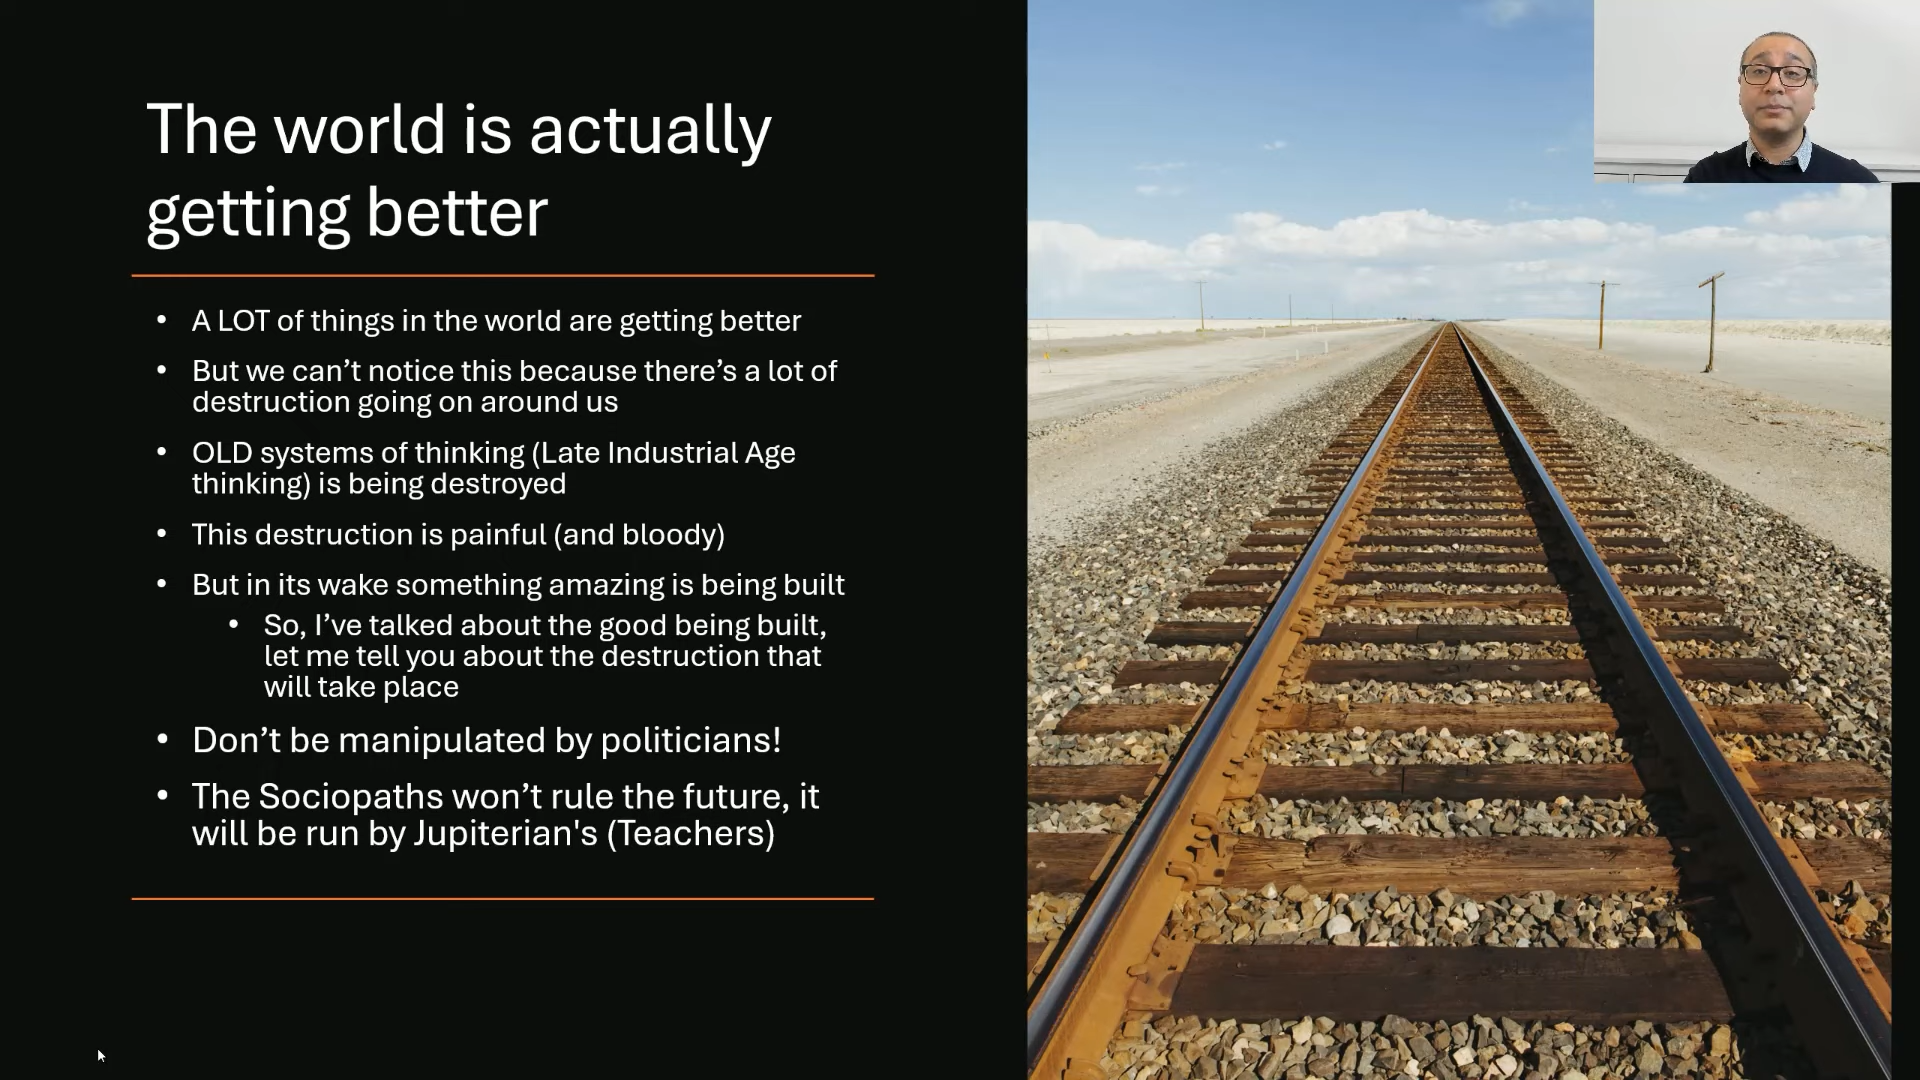 The world is actually
getting better
• A LOT of things in the world are getting better
• But we can’t notice this because there’s a lot of
destruction going on around us
• OLD systems of thinking (Late Industrial Age
thinking) is being destroyed
• This destruction is painful (and bloody)
• But in its wake something amazing is being built
• So, I’ve talked about the good being built,
let me tell you about the destruction that
will take place
• Don’t be manipulated by politicians!
• The Sociopaths won’t rule the future, it
will be run by Jupiterian's (Teachers)